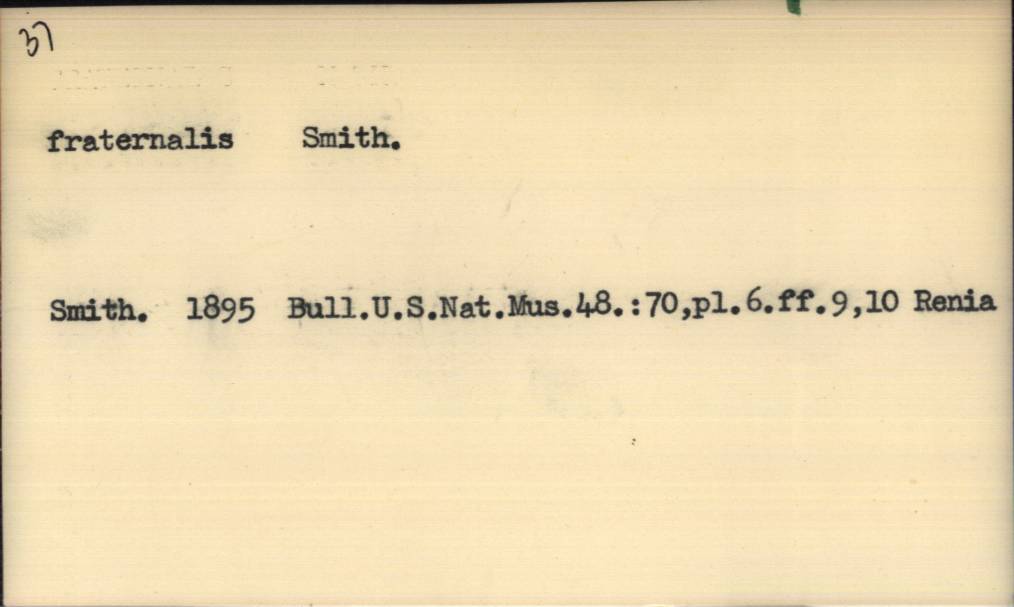 37
fraternalis Smith.
Smith. 1895 Bull.U.S.Nat.Mus.48.:70,pl.6.ff.9,10 Renia